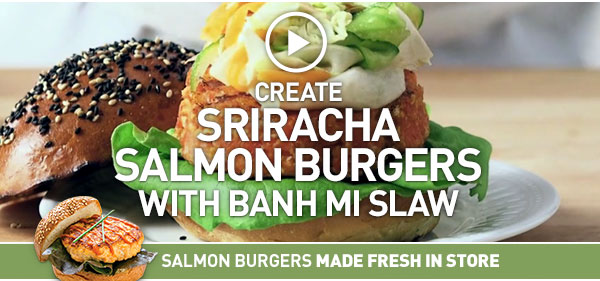 CREATE
SRIRACHA
SALMON BURGERS
WITH BANH MI SLAW
SALMON BURGERS MADE FRESH IN STORE